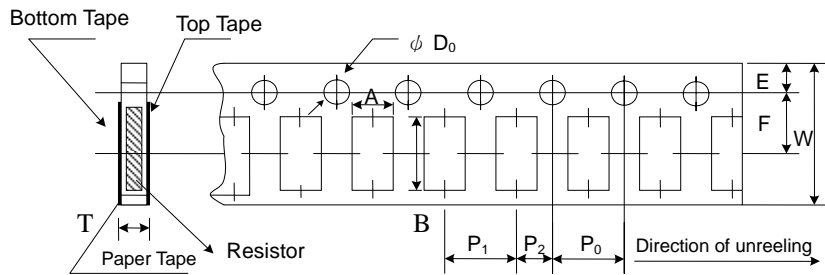 Bottom Tape
Top Tape
ϕ D₀
A
E
F
W
T
B
P₁
P₂
P₀
Direction of unreeling
Paper Tape
Resistor